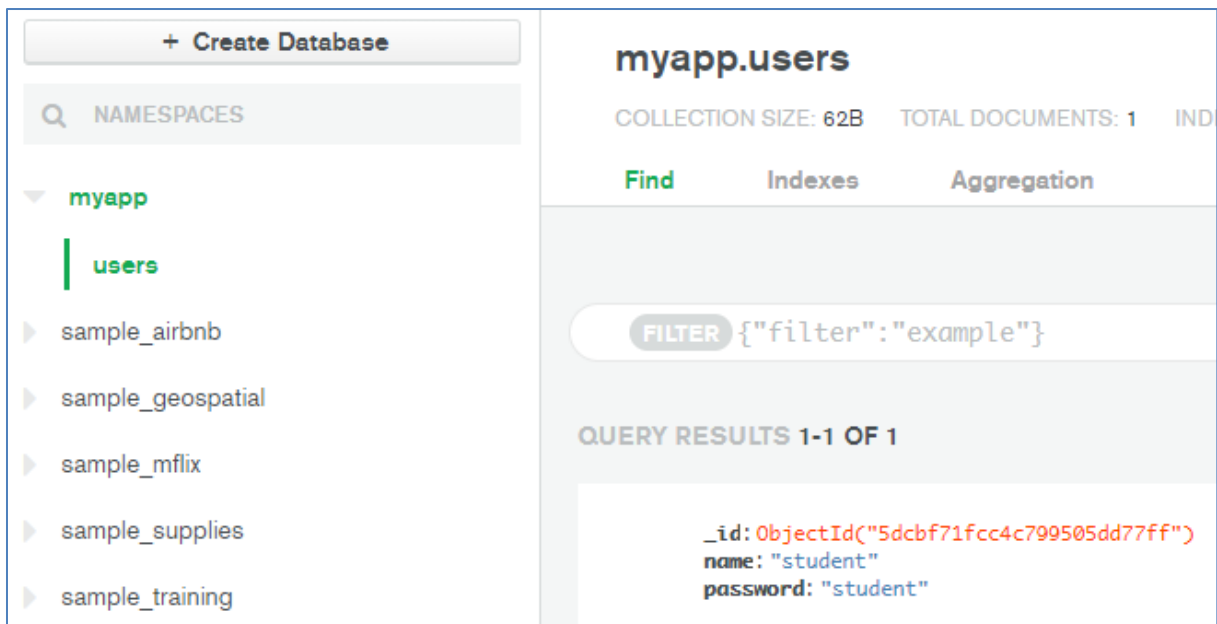 + Create Database
NAMESPACES
myapp
users
sample_airbnb
sample_geospatial
sample_mflix
sample_supplies
sample_training
myapp.users
COLLECTION SIZE: 62B TOTAL DOCUMENTS: 1 IND
Find Indexes Aggregation
FILTER {"filter":"example"}
QUERY RESULTS 1-1 OF 1
_id: ObjectId("5dcbf71fcc4c799505dd77ff")
name: "student"
password: "student"